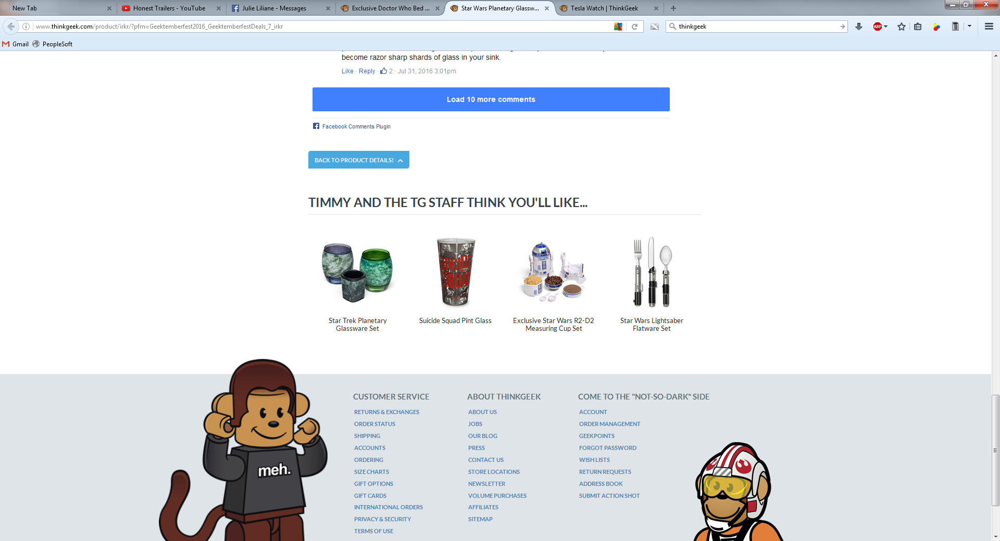 New Tab
Honest Trailers - YouTube
Julie Liliane - Messages
Exclusive Doctor Who Bed ...
Star Wars Planetary Glassw...
Tesla Watch | ThinkGeek
www.thinkgeek.com/product/irkr/?pfm=Geektemberfest2016_GeektemberfestDeals_7_irkr
thinkgeek
ABP
Gmail
PeopleSoft
become razor sharp shards of glass in your sink.
Like · Reply · 2 · Jul 31, 2016 3:01pm
Load 10 more comments
Facebook Comments Plugin
BACK TO PRODUCT DETAILS!
TIMMY AND THE TG STAFF THINK YOU'LL LIKE...
SUICIDE
SQUAD
Star Trek Planetary
Glassware Set
Suicide Squad Pint Glass
Exclusive Star Wars R2-D2
Measuring Cup Set
Star Wars Lightsaber
Flatware Set
meh.
CUSTOMER SERVICE
RETURNS & EXCHANGES
ORDER STATUS
SHIPPING
ACCOUNTS
ORDERING
SIZE CHARTS
GIFT OPTIONS
GIFT CARDS
INTERNATIONAL ORDERS
PRIVACY & SECURITY
TERMS OF USE
ABOUT THINKGEEK
ABOUT US
JOBS
OUR BLOG
PRESS
CONTACT US
STORE LOCATIONS
NEWSLETTER
VOLUME PURCHASES
AFFILIATES
SITEMAP
COME TO THE "NOT-SO-DARK" SIDE
ACCOUNT
ORDER MANAGEMENT
GEEKPOINTS
FORGOT PASSWORD
WISH LISTS
RETURN REQUESTS
ADDRESS BOOK
SUBMIT ACTION SHOT